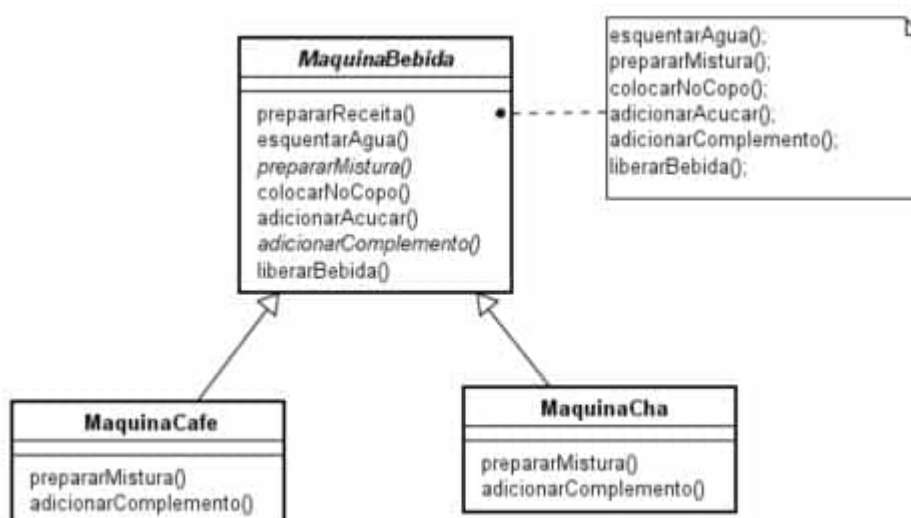 MaquinaBebida
prepararReceita()
esquentarAgua()
prepararMistura()
colocarNoCopo()
adicionarAcucar()
adicionarComplemento()
liberarBebida()
esquentarAgua();
prepararMistura();
colocarNoCopo();
adicionarAcucar();
adicionarComplemento();
liberarBebida();
MaquinaCafe
prepararMistura()
adicionarComplemento()
MaquinaCha
prepararMistura()
adicionarComplemento()